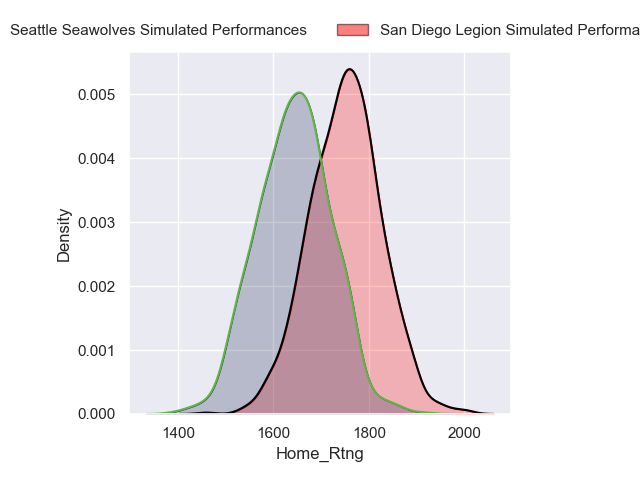 Seattle Seawolves Simulated Performances San Diego Legion Simulated Performa
0.005
0.004
0.003
0.002
0.001
0.000
Density
1400 1600 1800 2000
Home_Rtng